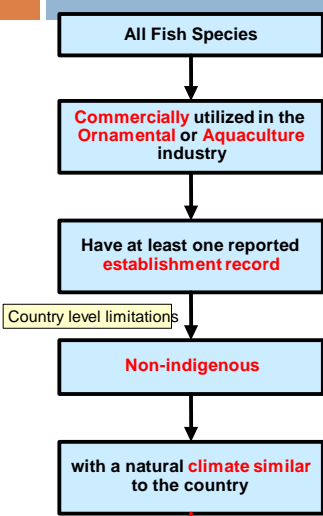 All Fish Species
Commercially utilized in the
Ornamental or Aquaculture
industry
Have at least one reported
establishment record
Country level limitations
Non-indigenous
with a natural climate similar
to the country